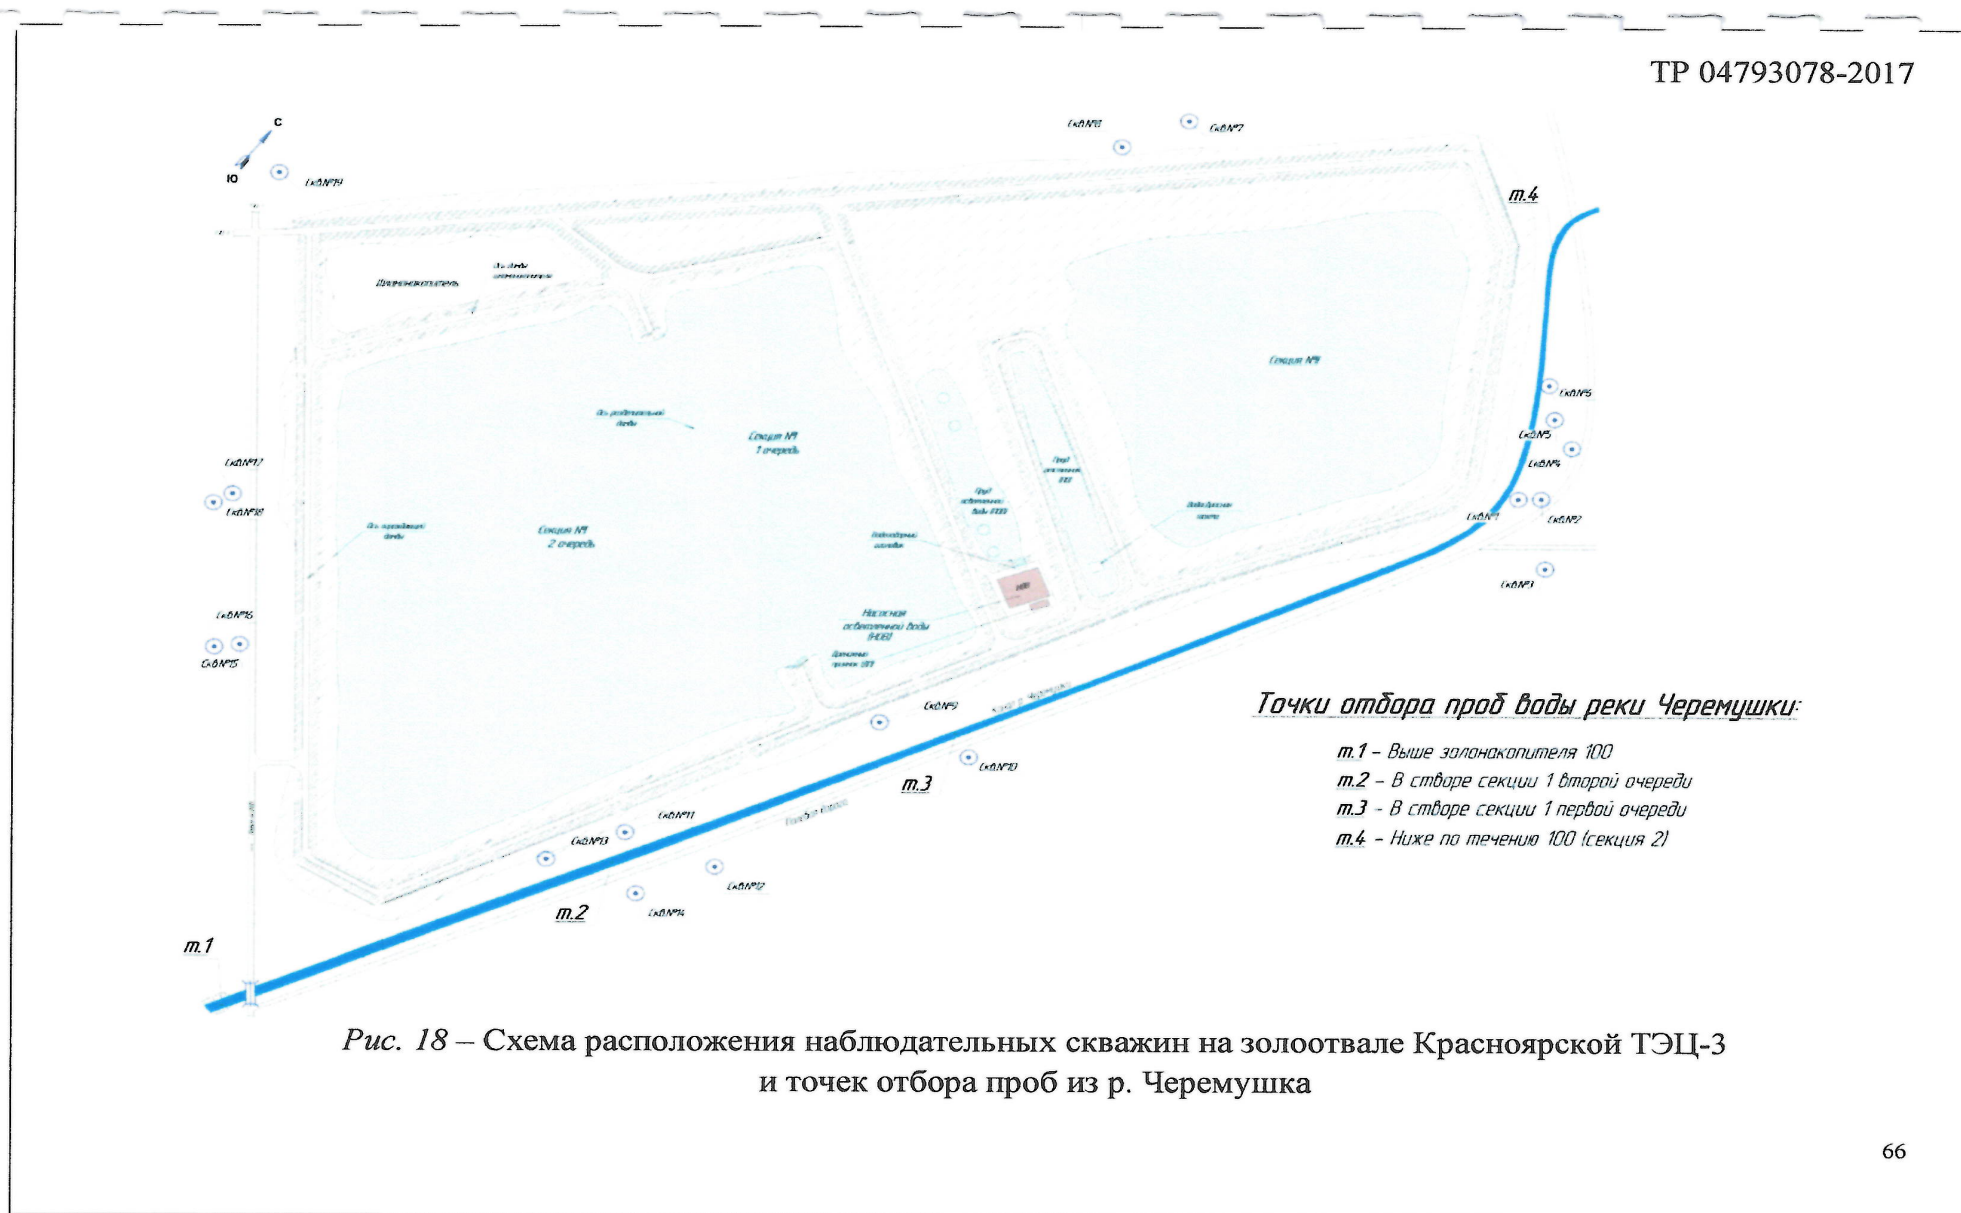 ТР 04793078-2017
С
Ю
Скв№19
Скв№8
Скв№7
т.4
Шламонакопитель
Секция №1
1 очередь
Секция №1
2 очередь
Скв№17
Скв№18
Скв№16
Скв№15
Скв№6
Скв№5
Скв№4
Скв№1
Скв№2
Скв№3
Насосная
осветленной воды
(НОВ)
Скв№9
Скв№10
т.3
Скв№11
Скв№13
Скв№12
Скв№14
т.2
т.1
Точки отбора проб воды реки Черемушки:
т.1 – Выше золонакопителя 100
т.2 – В створе секции 1 второй очереди
т.3 – В створе секции 1 первой очереди
т.4 – Ниже по течению 100 (секция 2)
Рис. 18 – Схема расположения наблюдательных скважин на золоотвале Красноярской ТЭЦ-3
и точек отбора проб из р. Черемушка
66